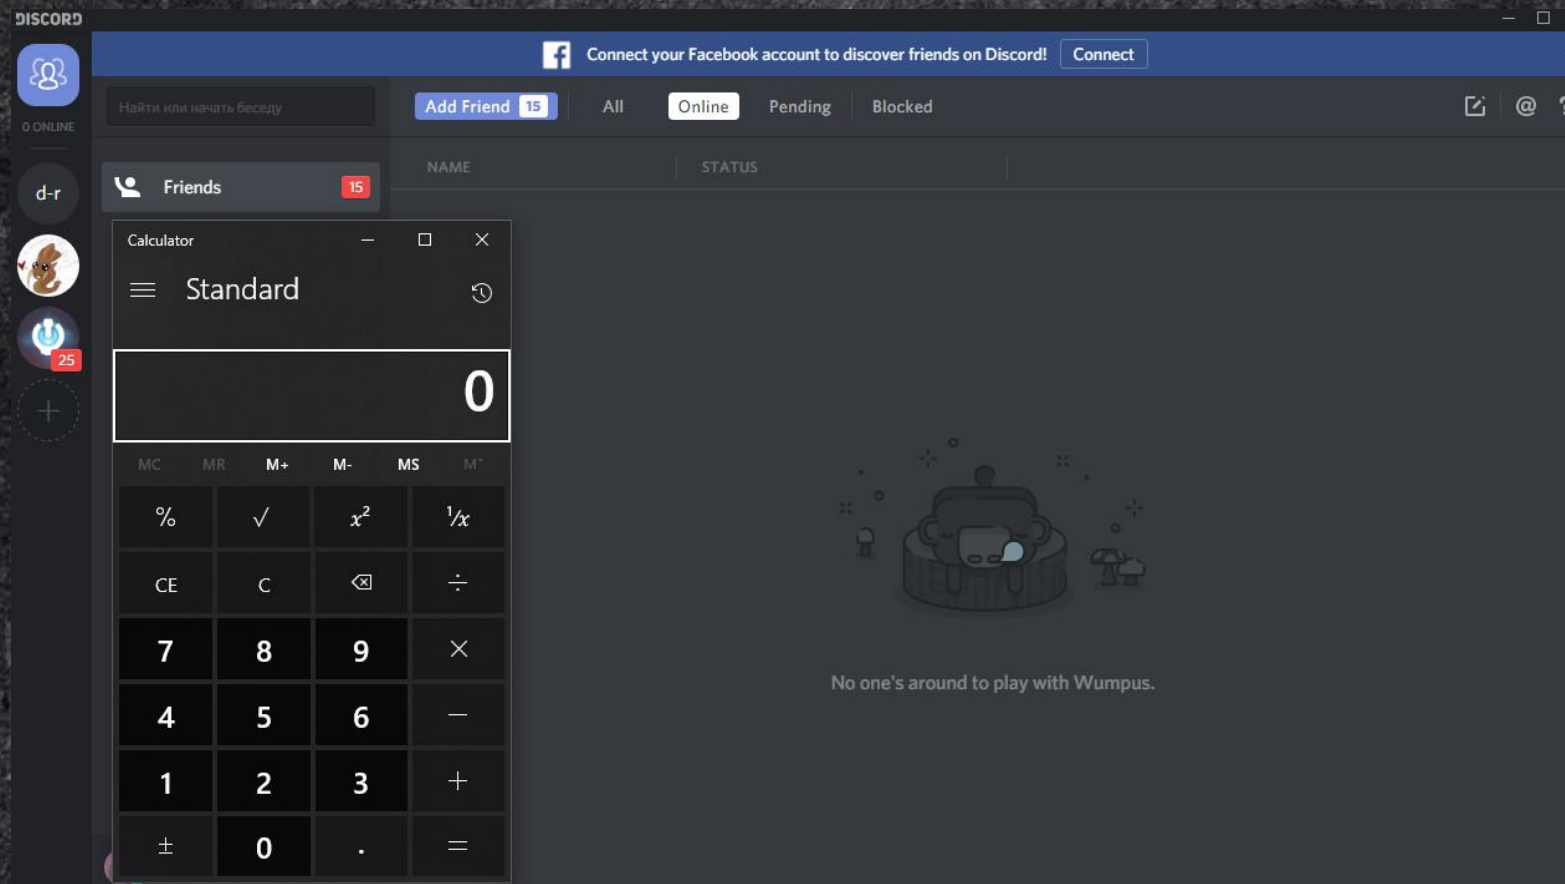 DISCORD
Connect your Facebook account to discover friends on Discord! Connect
0 ONLINE
Найти или начать беседу
Add Friend 15 All Online Pending Blocked
@
NAME STATUS
d-r
Friends 15
25
Calculator
Standard
0
MC MR M+ M- MS M˅
% √ x² ¹/x
CE C ÷
7 8 9 ×
4 5 6 −
1 2 3 +
± 0 . =
No one's around to play with Wumpus.